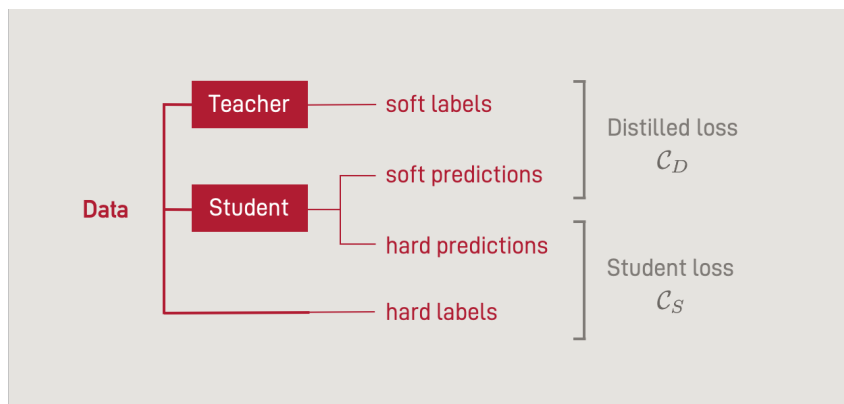 Teacher
soft labels
Distilled loss
𝒞_D
soft predictions
Data
Student
hard predictions
Student loss
𝒞_S
hard labels